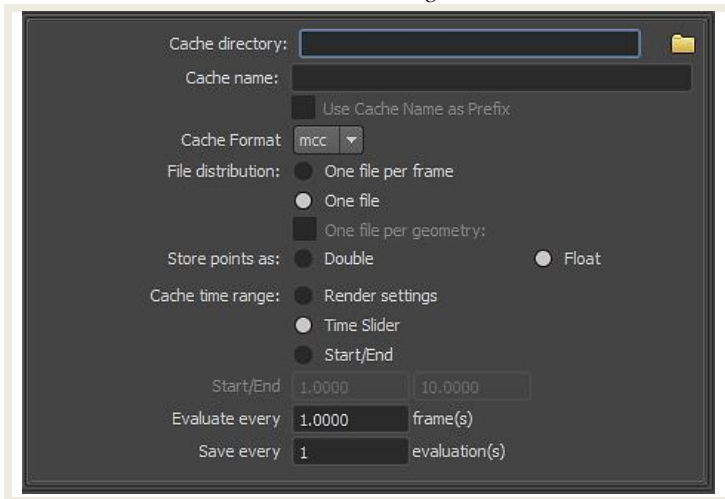 Cache directory:
Cache name:
Use Cache Name as Prefix
Cache Format mcc
File distribution: One file per frame
One file
One file per geometry:
Store points as: Double Float
Cache time range: Render settings
Time Slider
Start/End
Start/End 1.0000 10.0000
Evaluate every 1.0000 frame(s)
Save every 1 evaluation(s)